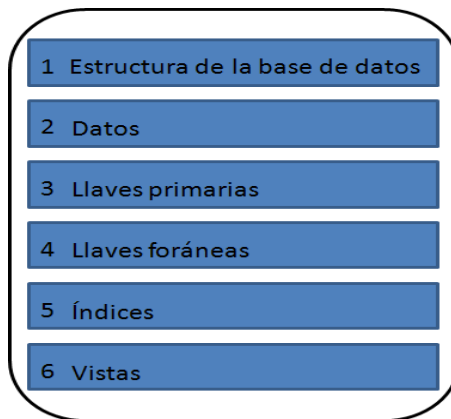 1 Estructura de la base de datos
2 Datos
3 Llaves primarias
4 Llaves foráneas
5 Índices
6 Vistas